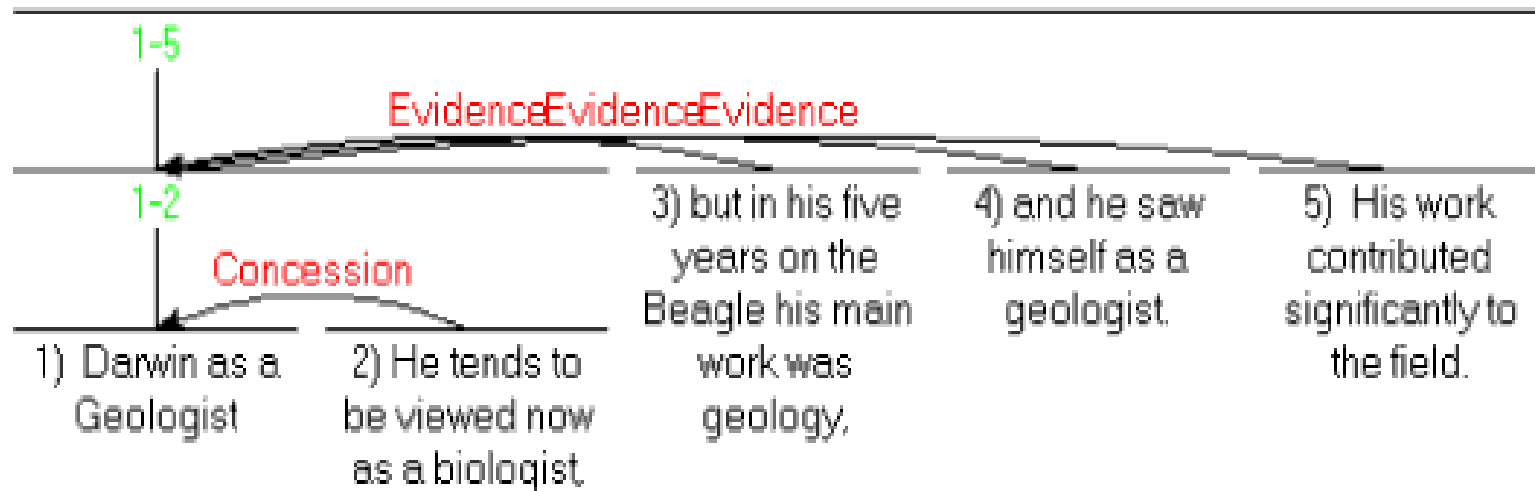 1-5
EvidenceEvidenceEvidence
1-2
Concession
1) Darwin as a
Geologist
2) He tends to
be viewed now
as a biologist,
3) but in his five
years on the
Beagle his main
work was
geology,
4) and he saw
himself as a
geologist.
5) His work
contributed
significantly to
the field.